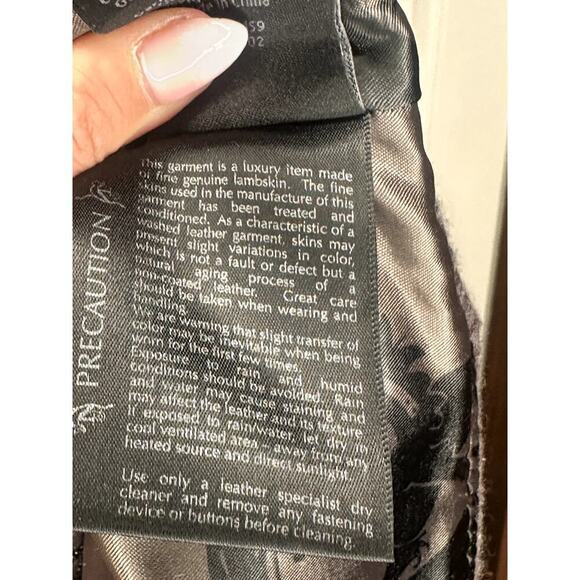 in China
59
02
PRECAUTION
This garment is a luxury item made
of fine genuine lambskin. The fine
skins used in the manufacture of this
garment has been treated and
conditioned. As a characteristic of a
washed leather garment, skins may
present slight variations in color,
which is not a fault or defect but a
natural aging process of a
noncoated leather. Great care
should be taken when wearing and
handling.
We are warning that slight transfer of
color may be inevitable when being
worn for the first few times.
Exposure to rain and humid
conditions should be avoided. Rain
and water may cause staining and
may affect the leather and its texture
If exposed to rain/water, let dry in
cool ventilated area - away from any
heated source and direct sunlight.
Use only a leather specialist dry
cleaner and remove any fastening
device or buttons before cleaning.